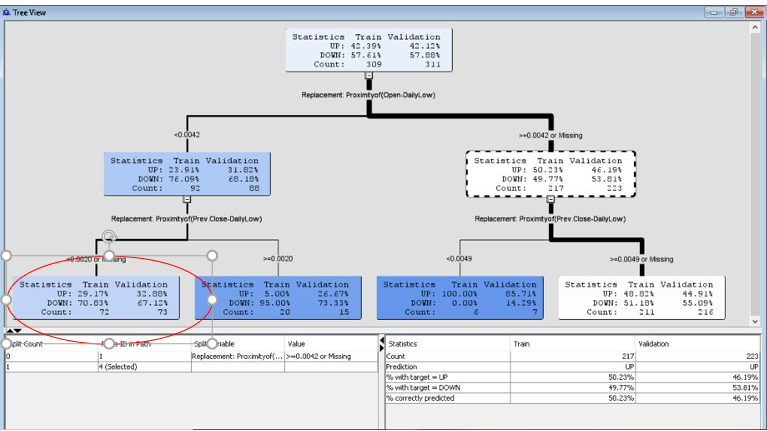 Tree View
Statistics Train Validation
UP: 42.39% 42.12%
DOWN: 57.61% 57.88%
Count: 309 311
Replacement: Proximtyof(Open-DailyLow)
<0.0042
>=0.0042 or Missing
Statistics Train Validation
UP: 23.91% 31.82%
DOWN: 76.09% 68.18%
Count: 92 88
Statistics Train Validation
UP: 50.23% 46.19%
DOWN: 49.77% 53.81%
Count: 217 223
Replacement: Proximtyof(Prev.Close-DailyLow)
Replacement: Proximtyof(Prev.Close-DailyLow)
<0.0020 or Missing
>=0.0020
<0.0049
>=0.0049 or Missing
Statistics Train Validation
UP: 29.17% 32.88%
DOWN: 70.83% 67.12%
Count: 72 73
Statistics Train Validation
UP: 5.00% 26.67%
DOWN: 95.00% 73.33%
Count: 20 15
Statistics Train Validation
UP: 100.00% 85.71%
DOWN: 0.00% 14.29%
Count: 6 7
Statistics Train Validation
UP: 48.82% 44.91%
DOWN: 51.18% 55.09%
Count: 211 216
Split Count ID in Path Value
0 1 Replacement: Proximtyof(... >=0.0042 or Missing
1 4 (Selected)
Statistics Train Validation
Count 217 223
Prediction UP UP
% with target = UP 50.23% 46.19%
% with target = DOWN 49.77% 53.81%
% correctly predicted 50.23% 46.19%